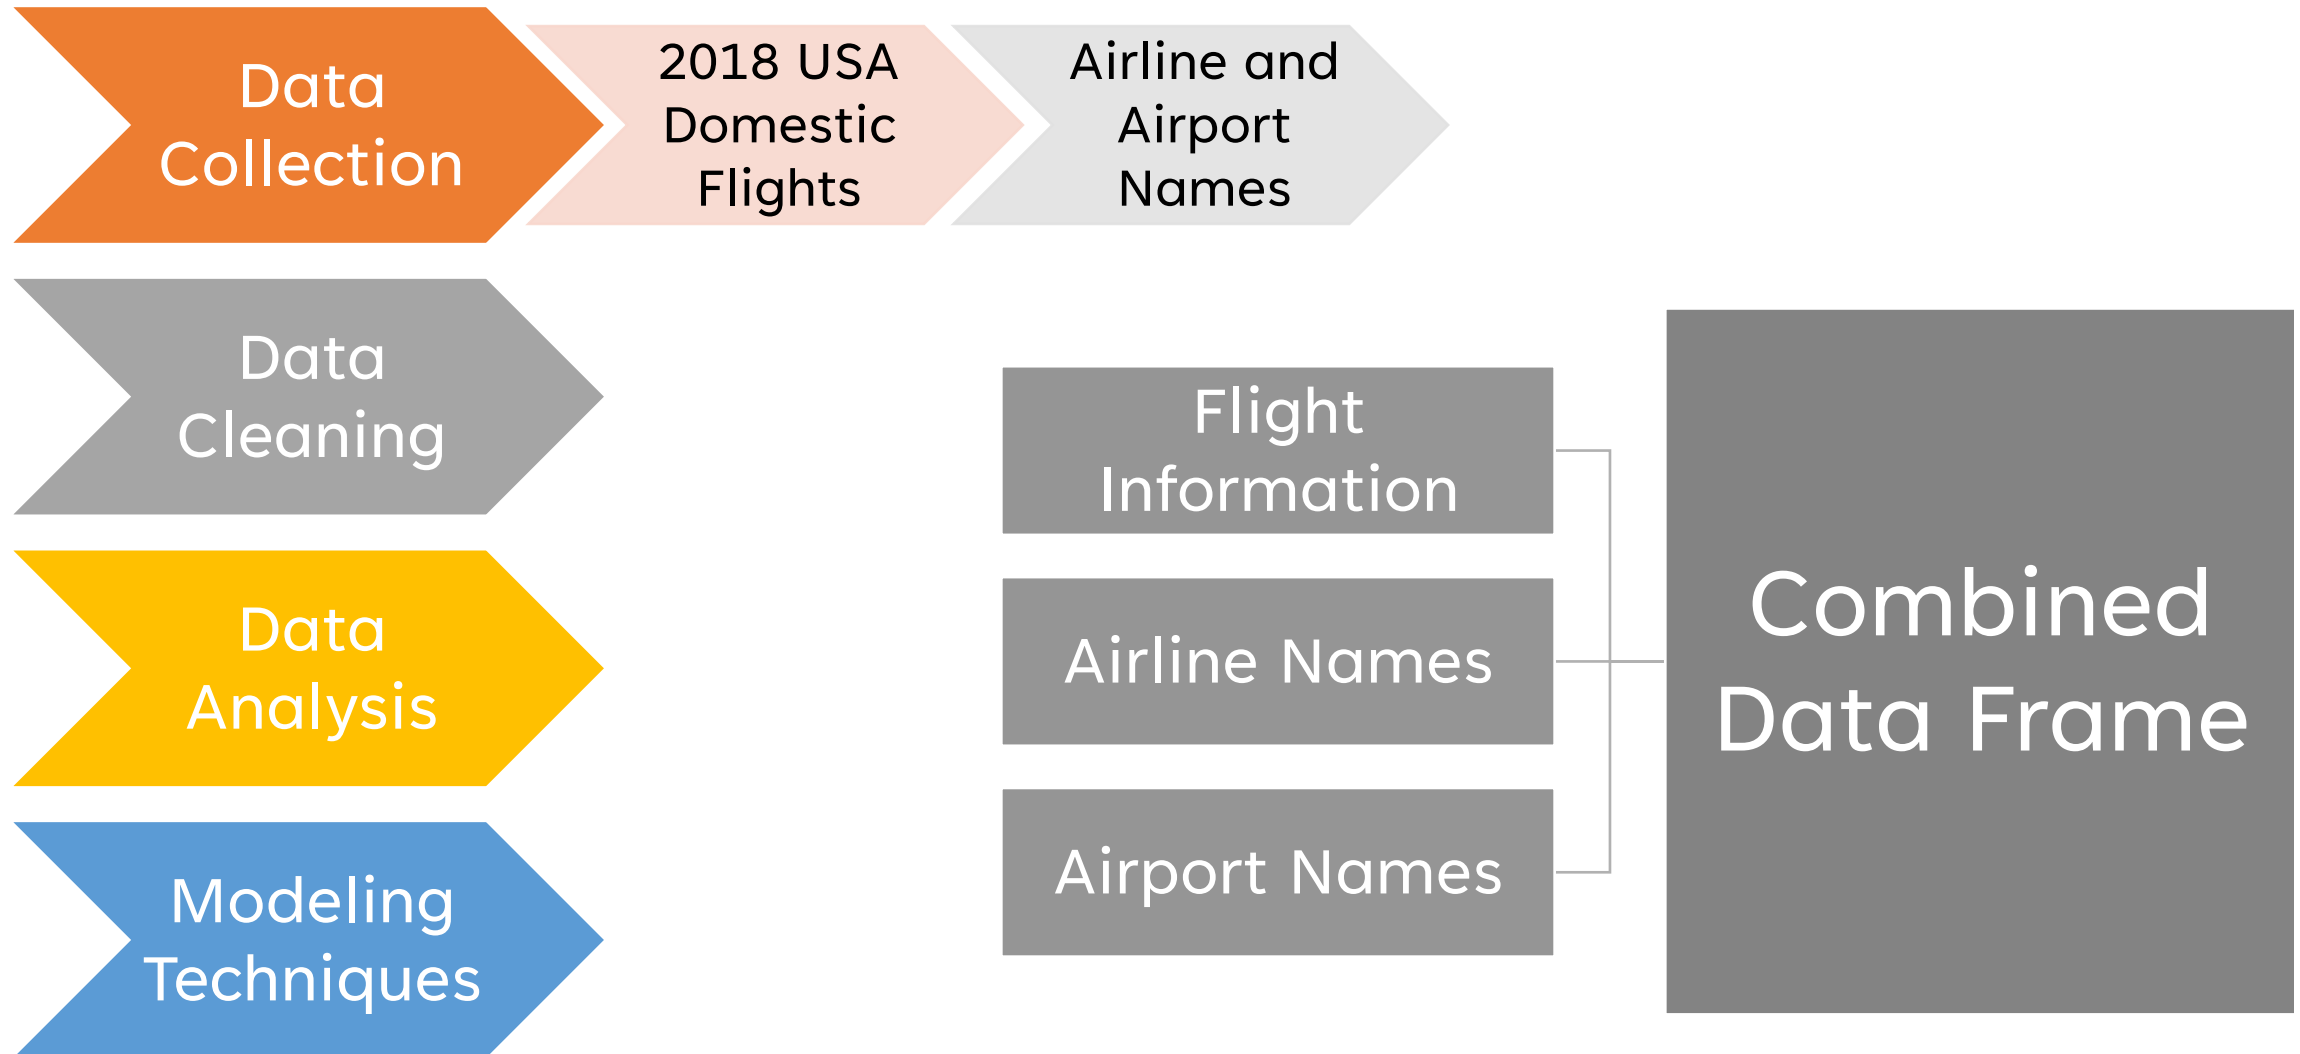 Data
Collection
2018 USA
Domestic
Flights
Airline and
Airport
Names
Data
Cleaning
Data
Analysis
Modeling
Techniques
Flight
Information
Airline Names
Airport Names
Combined
Data Frame